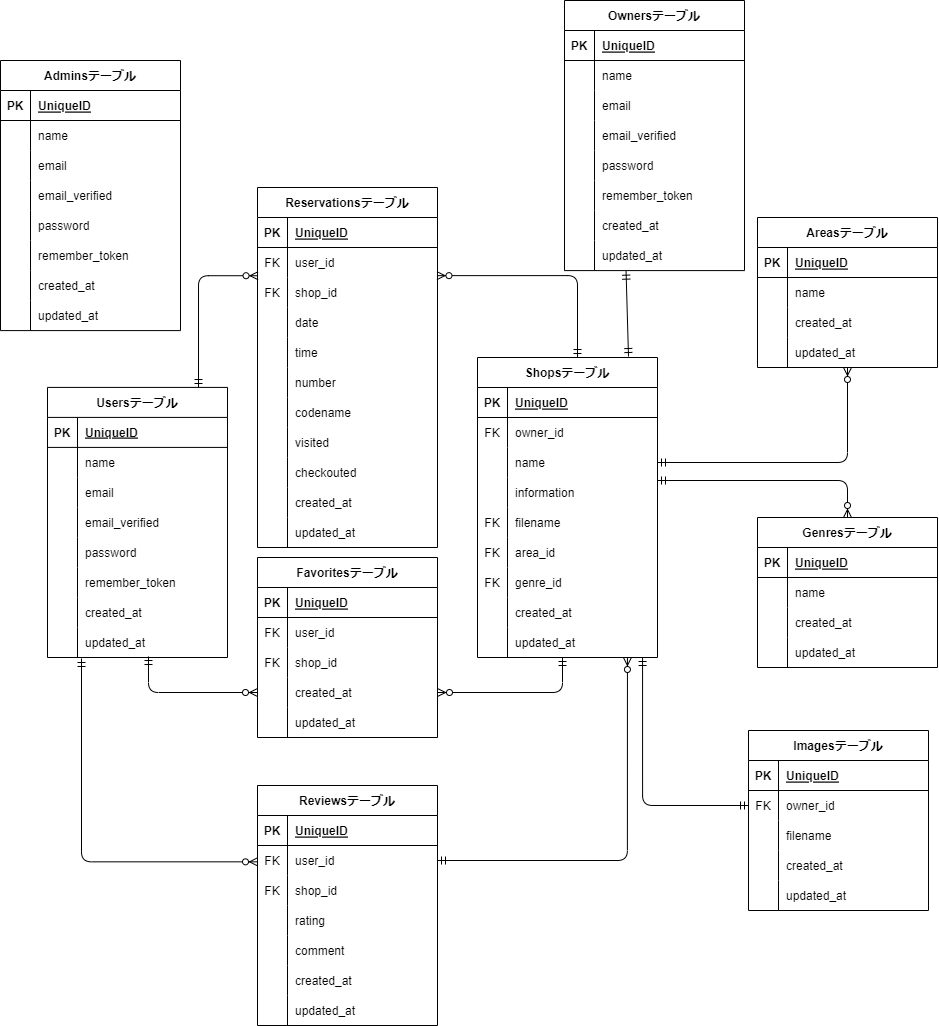 Ownersテーブル
PK UniqueID
name
email
email_verified
password
remember_token
created_at
updated_at
Adminsテーブル
PK UniqueID
name
email
email_verified
password
remember_token
created_at
updated_at
Reservationsテーブル
PK UniqueID
FK user_id
FK shop_id
date
time
number
codename
visited
checkouted
created_at
updated_at
Areasテーブル
PK UniqueID
name
created_at
updated_at
Shopsテーブル
PK UniqueID
FK owner_id
name
information
FK filename
FK area_id
FK genre_id
created_at
updated_at
Usersテーブル
PK UniqueID
name
email
email_verified
password
remember_token
created_at
updated_at
Genresテーブル
PK UniqueID
name
created_at
updated_at
Favoritesテーブル
PK UniqueID
FK user_id
FK shop_id
created_at
updated_at
Imagesテーブル
PK UniqueID
FK owner_id
filename
created_at
updated_at
Reviewsテーブル
PK UniqueID
FK user_id
FK shop_id
rating
comment
created_at
updated_at